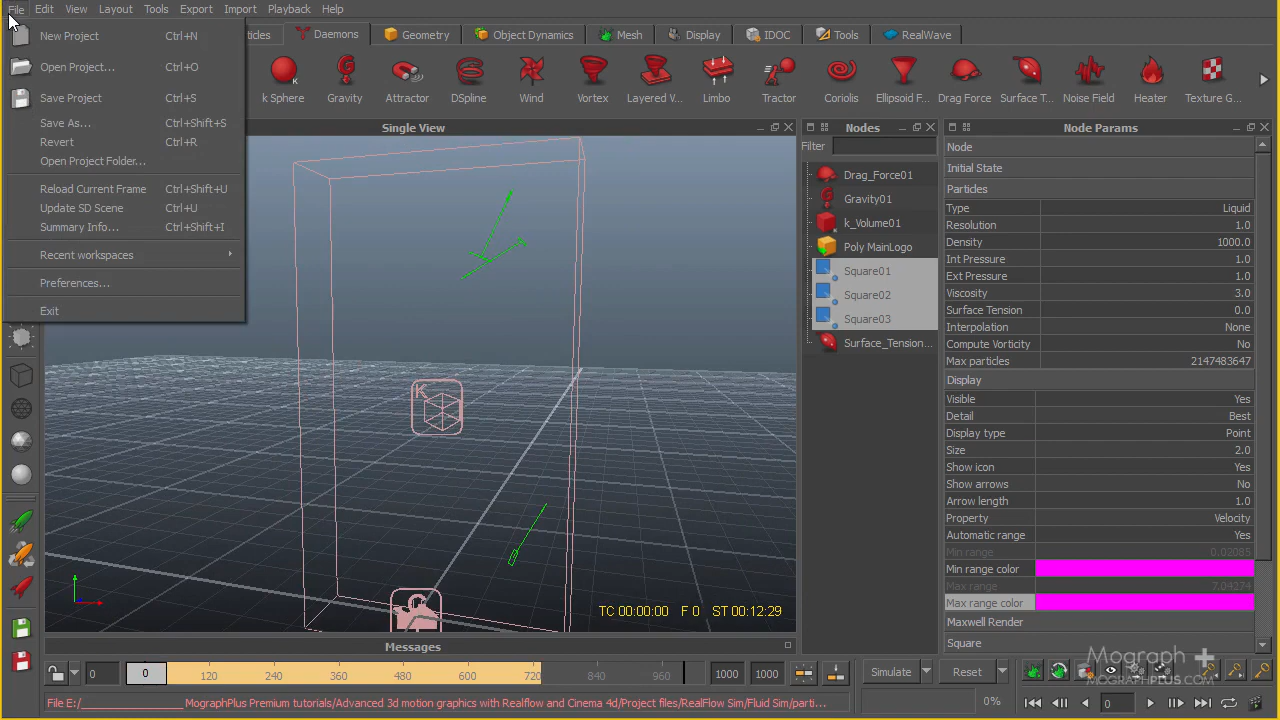 File Edit View Layout Tools Export Import Playback Help
New Project Ctrl+N
Open Project... Ctrl+O
Save Project Ctrl+S
Save As... Ctrl+Shift+S
Revert Ctrl+R
Open Project Folder...
Reload Current Frame Ctrl+Shift+U
Update SD Scene Ctrl+U
Summary Info... Ctrl+Shift+I
Recent workspaces
Preferences...
Exit
ticles Daemons Geometry Object Dynamics Mesh Display IDOC Tools RealWave
k Sphere Gravity Attractor DSpline Wind Vortex Layered V... Limbo Tractor Coriolis Ellipsoid F... Drag Force Surface T... Noise Field Heater Texture G...
Single View
K
TC 00:00:00 F 0 ST 00:12:29
Nodes
Filter
Drag_Force01
Gravity01
k_Volume01
Poly MainLogo
Square01
Square02
Square03
Surface_Tension...
Node Params
Node
Initial State
Particles
Type Liquid
Resolution 1.0
Density 1000.0
Int Pressure 1.0
Ext Pressure 1.0
Viscosity 3.0
Surface Tension 0.0
Interpolation None
Compute Vorticity No
Max particles 2147483647
Display
Visible Yes
Detail Best
Display type Point
Size 2.0
Show icon Yes
Show arrows No
Arrow length 1.0
Property Velocity
Automatic range Yes
Min range 0.02085
Min range color
Max range 7.04274
Max range color
Maxwell Render
Square
Messages
0 0 120 240 360 480 600 720 840 960 1000 1000
Simulate Reset
0%
0
File E:/______________ MographPlus Premium tutorials/Advanced 3d motion graphics with Realflow and Cinema 4d/Project files/RealFlow Sim/Fluid Sim/parti...
Mograph +
MOGRAPHPLUS.COM